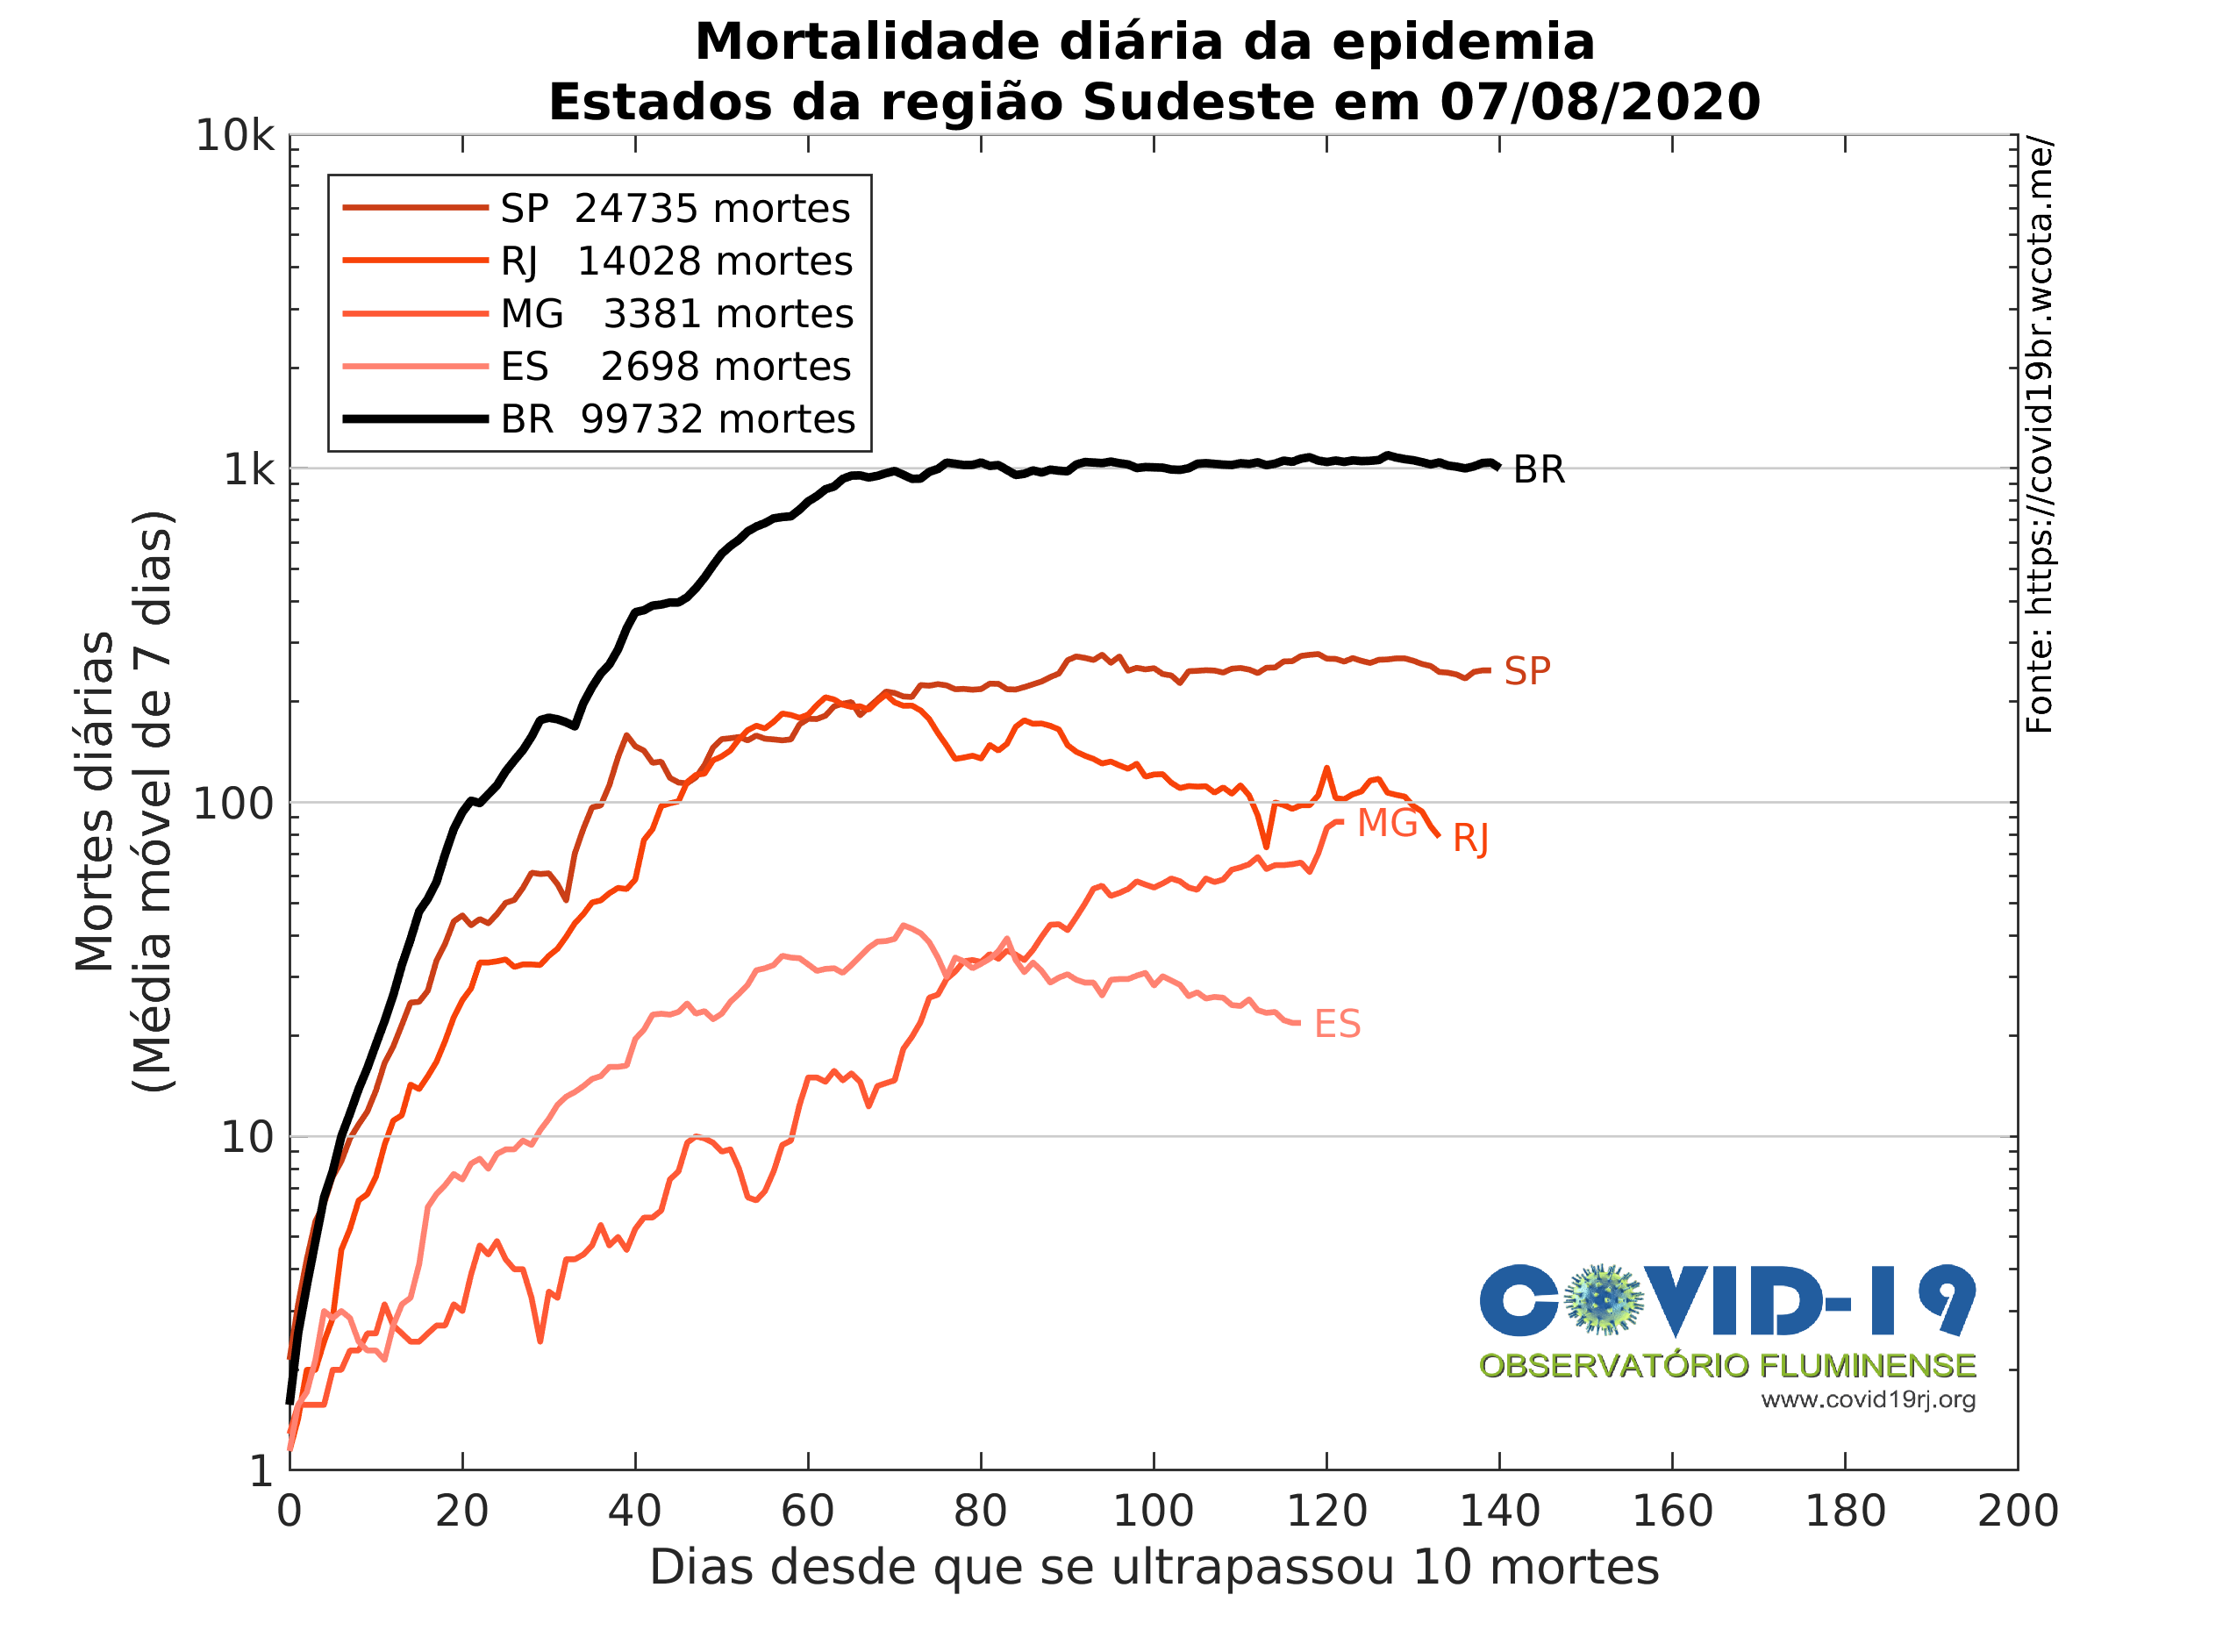 Mortalidade diária da epidemia
Estados da região Sudeste em 07/08/2020
10k
1k
100
10
1
Mortes diárias
(Média móvel de 7 dias)
SP 24735 mortes
RJ 14028 mortes
MG 3381 mortes
ES 2698 mortes
BR 99732 mortes
BR
SP
MG
RJ
ES
Fonte: https://covid19br.wcota.me/
COVID-19
OBSERVATÓRIO FLUMINENSE
www.covid19rj.org
0 20 40 60 80 100 120 140 160 180 200
Dias desde que se ultrapassou 10 mortes